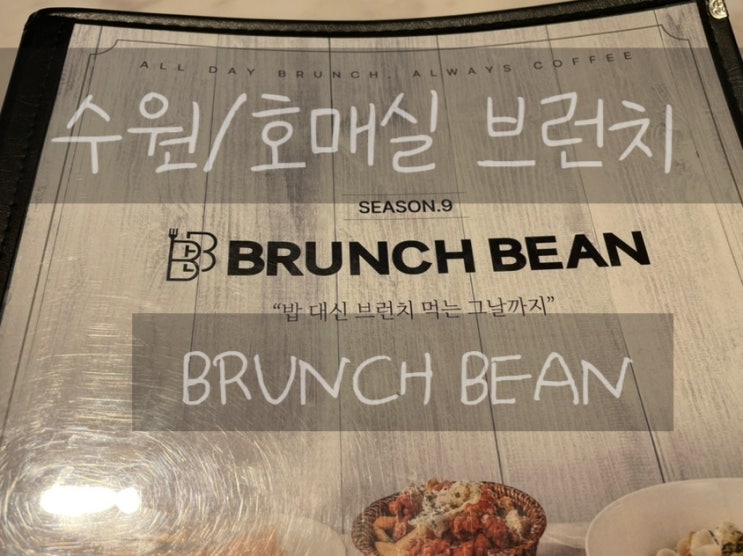 ALL DAY BRUNCH, ALWAYS COFFEE
수원/호매실 브런치
SEASON.9
BRUNCH BEAN
“밥 대신 브런치 먹는 그날까지”
BRUNCH BEAN